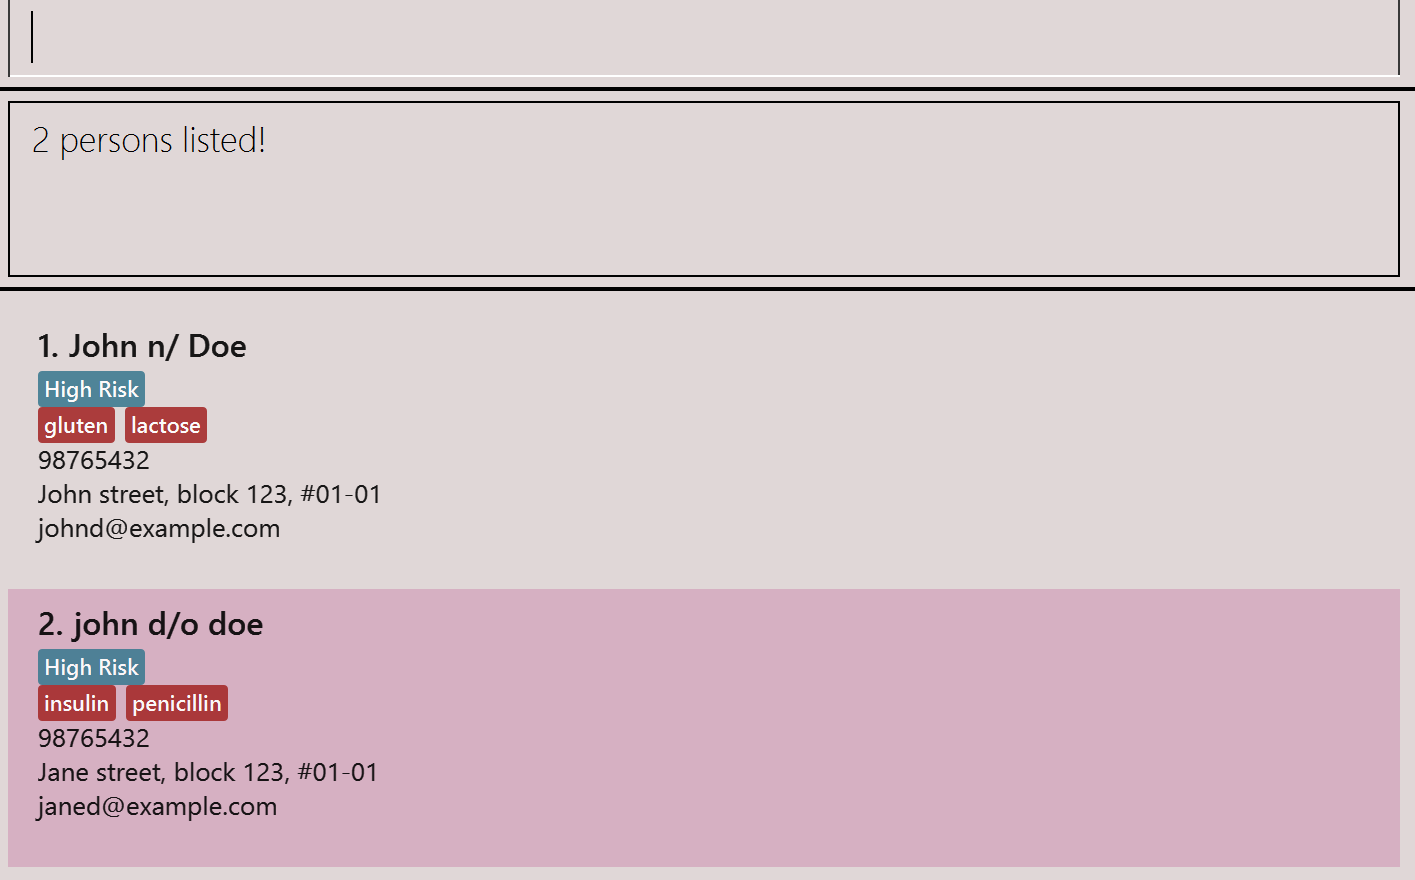 2 persons listed!
1. John n/ Doe
High Risk
gluten lactose
98765432
John street, block 123, #01-01
johnd@example.com
2. john d/o doe
High Risk
insulin penicillin
98765432
Jane street, block 123, #01-01
janed@example.com